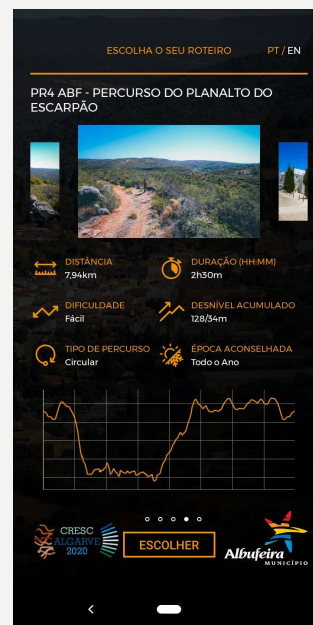 ESCOLHA O SEU ROTEIRO PT / EN
PR4 ABF - PERCURSO DO PLANALTO DO
ESCARPÃO
DISTÂNCIA
7,94km
DURAÇÃO (HH:MM)
2h30m
DIFICULDADE
Fácil
DESNÍVEL ACUMULADO
128/34m
TIPO DE PERCURSO
Circular
ÉPOCA ACONSELHADA
Todo o Ano
CRESC
ALGARVE
2020
ESCOLHER
Albufeira
MUNICÍPIO